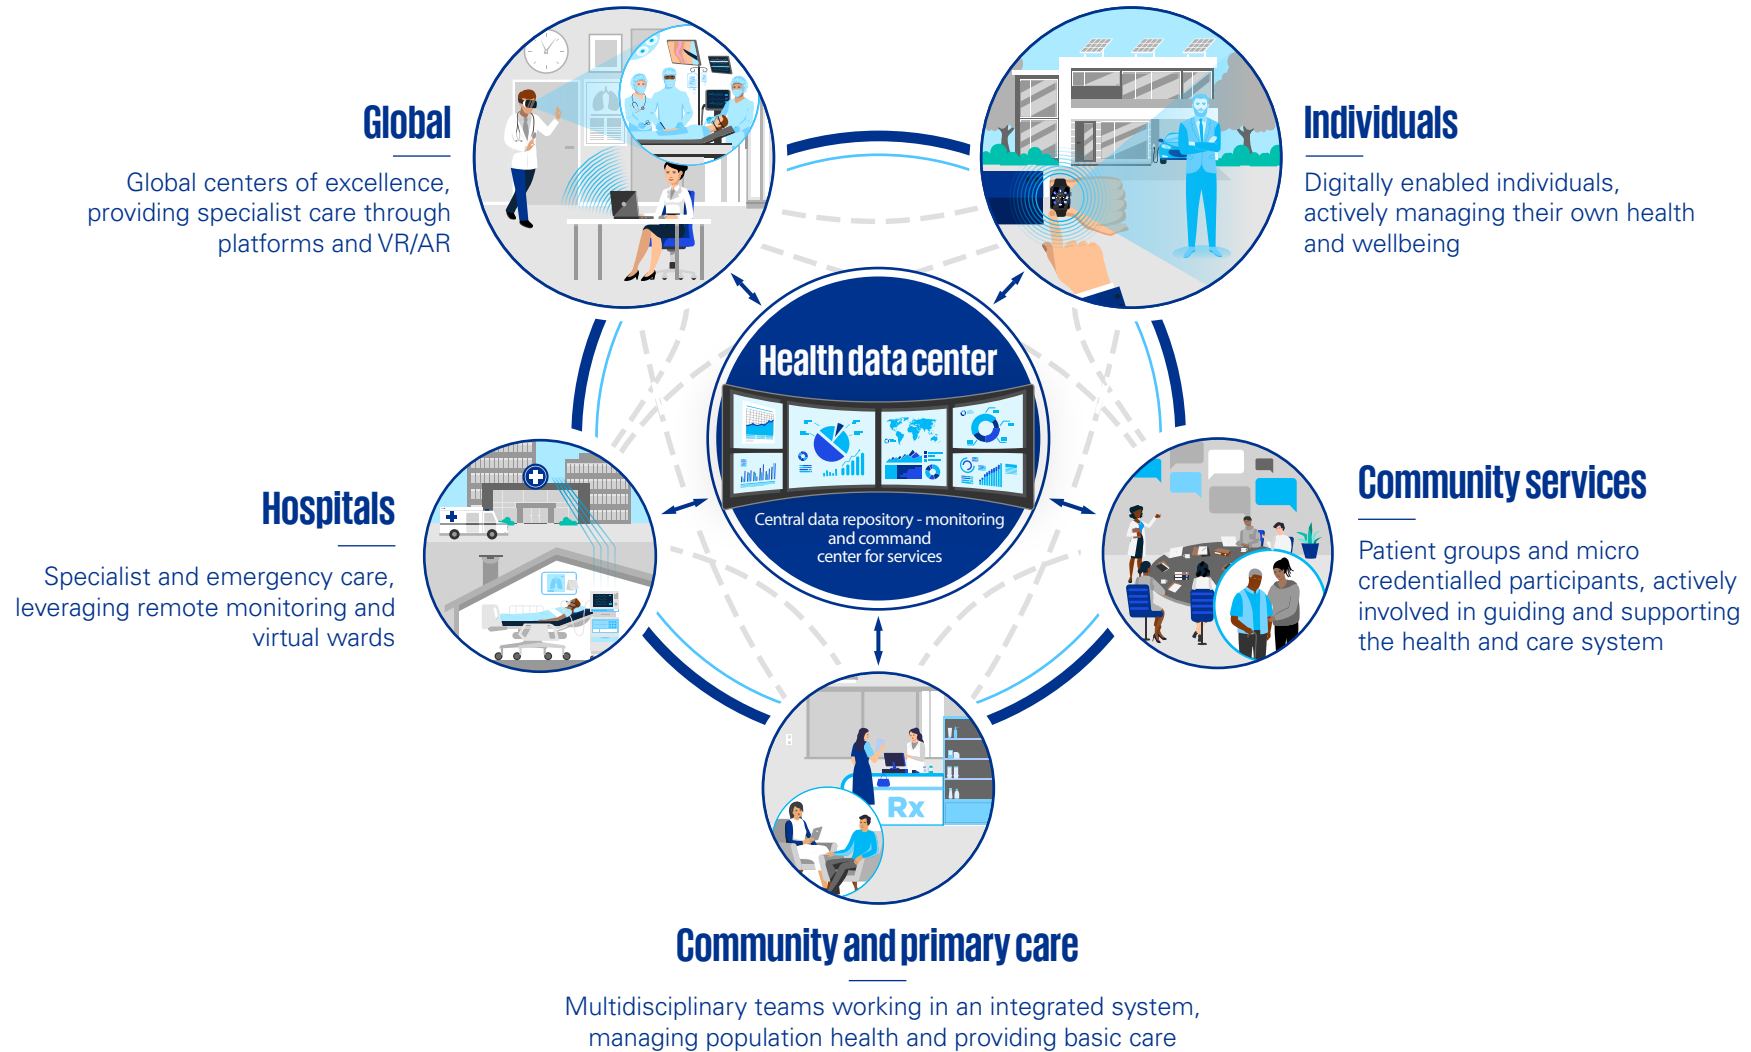 Global
Global centers of excellence,
providing specialist care through
platforms and VR/AR
Individuals
Digitally enabled individuals,
actively managing their own health
and wellbeing
Health data center
Central data repository - monitoring
and command
center for services
Hospitals
Specialist and emergency care,
leveraging remote monitoring and
virtual wards
Community services
Patient groups and micro
credentialled participants, actively
involved in guiding and supporting
the health and care system
Rx
Community and primary care
Multidisciplinary teams working in an integrated system,
managing population health and providing basic care